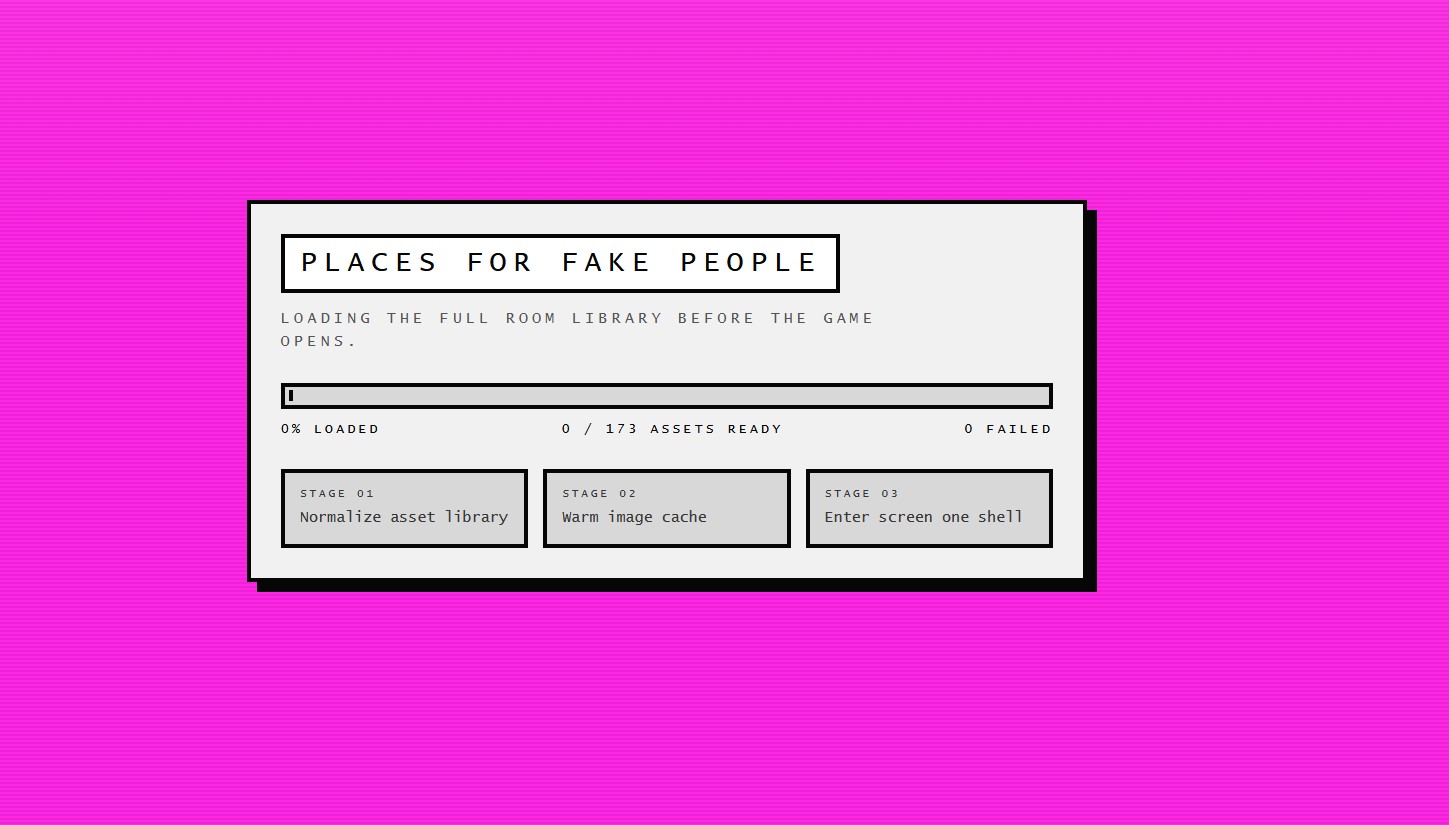 PLACES FOR FAKE PEOPLE
LOADING THE FULL ROOM LIBRARY BEFORE THE GAME
OPENS.
0% LOADED
0 / 173 ASSETS READY
0 FAILED
STAGE 01
Normalize asset library
STAGE 02
Warm image cache
STAGE 03
Enter screen one shell